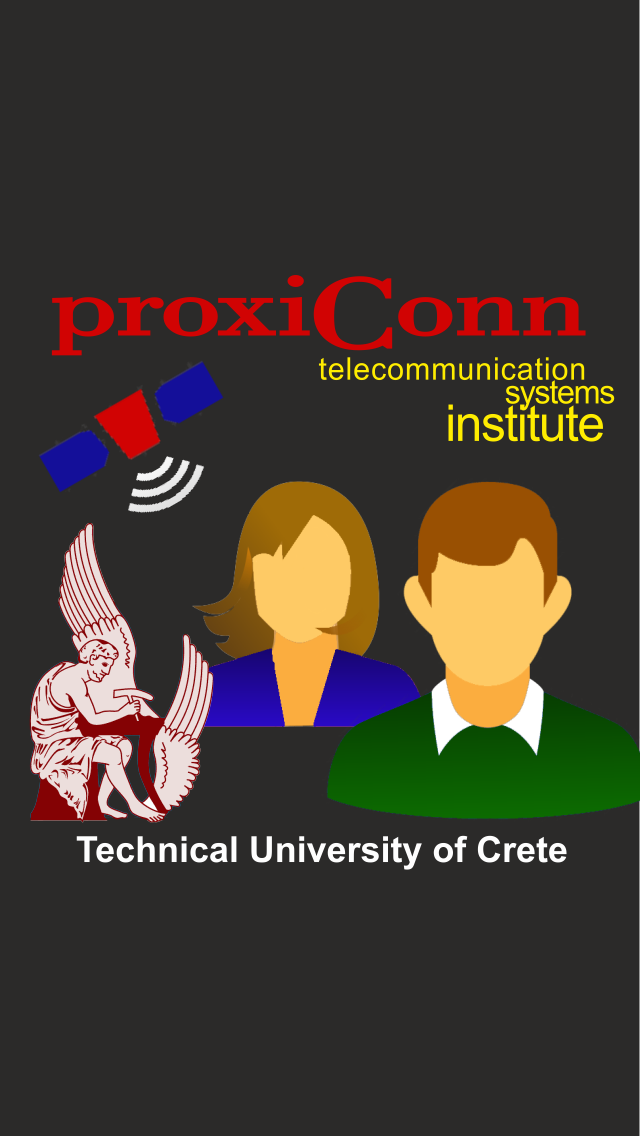 proxiConn
telecommunication
systems
institute
Technical University of Crete